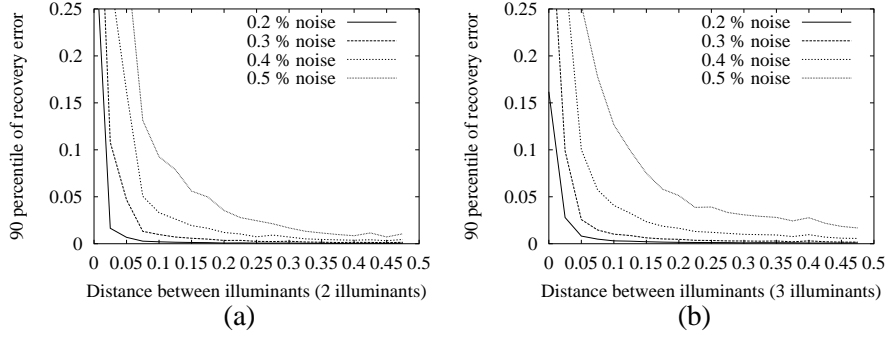 90 percentile of recovery error
0.25
0.2
0.15
0.1
0.05
0
0.2 % noise
0.3 % noise
0.4 % noise
0.5 % noise
0 0.05 0.1 0.15 0.2 0.25 0.3 0.35 0.4 0.45 0.5
Distance between illuminants (2 illuminants)
(a)
90 percentile of recovery error
0.25
0.2
0.15
0.1
0.05
0
0.2 % noise
0.3 % noise
0.4 % noise
0.5 % noise
0 0.05 0.1 0.15 0.2 0.25 0.3 0.35 0.4 0.45 0.5
Distance between illuminants (3 illuminants)
(b)